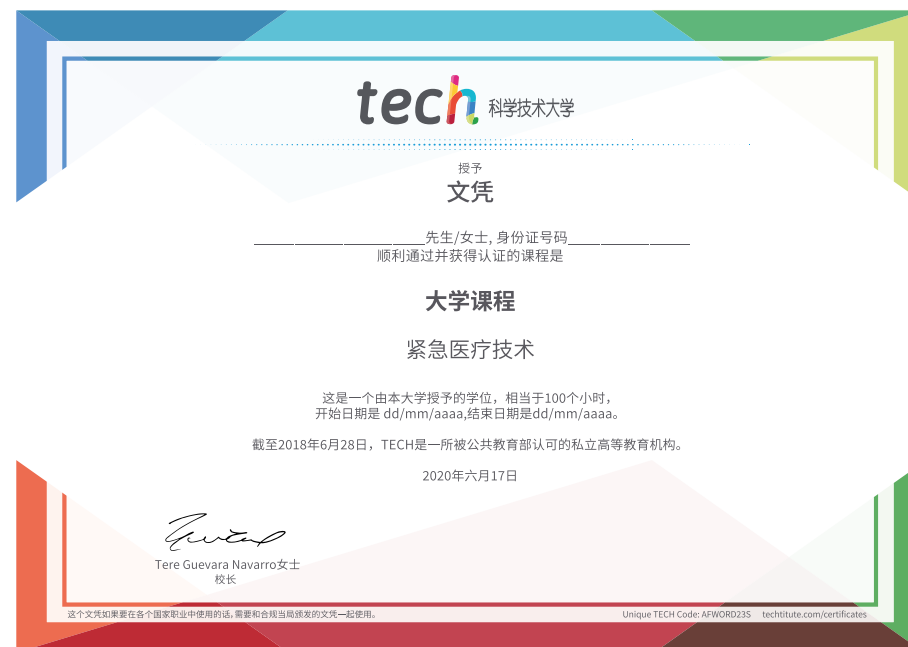 tech 科学技术大学
授予
文凭
先生/女士, 身份证号码
顺利通过并获得认证的课程是
大学课程
紧急医疗技术
这是一个由本大学授予的学位，相当于100个小时，
开始日期是 dd/mm/aaaa,结束日期是dd/mm/aaaa。
截至2018年6月28日，TECH是一所被公共教育部认可的私立高等教育机构。
2020年六月17日
Tere Guevara Navarro女士
校长
这个文凭如果要在各个国家职业中使用的话,需要和合规当局颁发的文凭一起使用。
Unique TECH Code: AFWORD23S techtitute.com/certificates